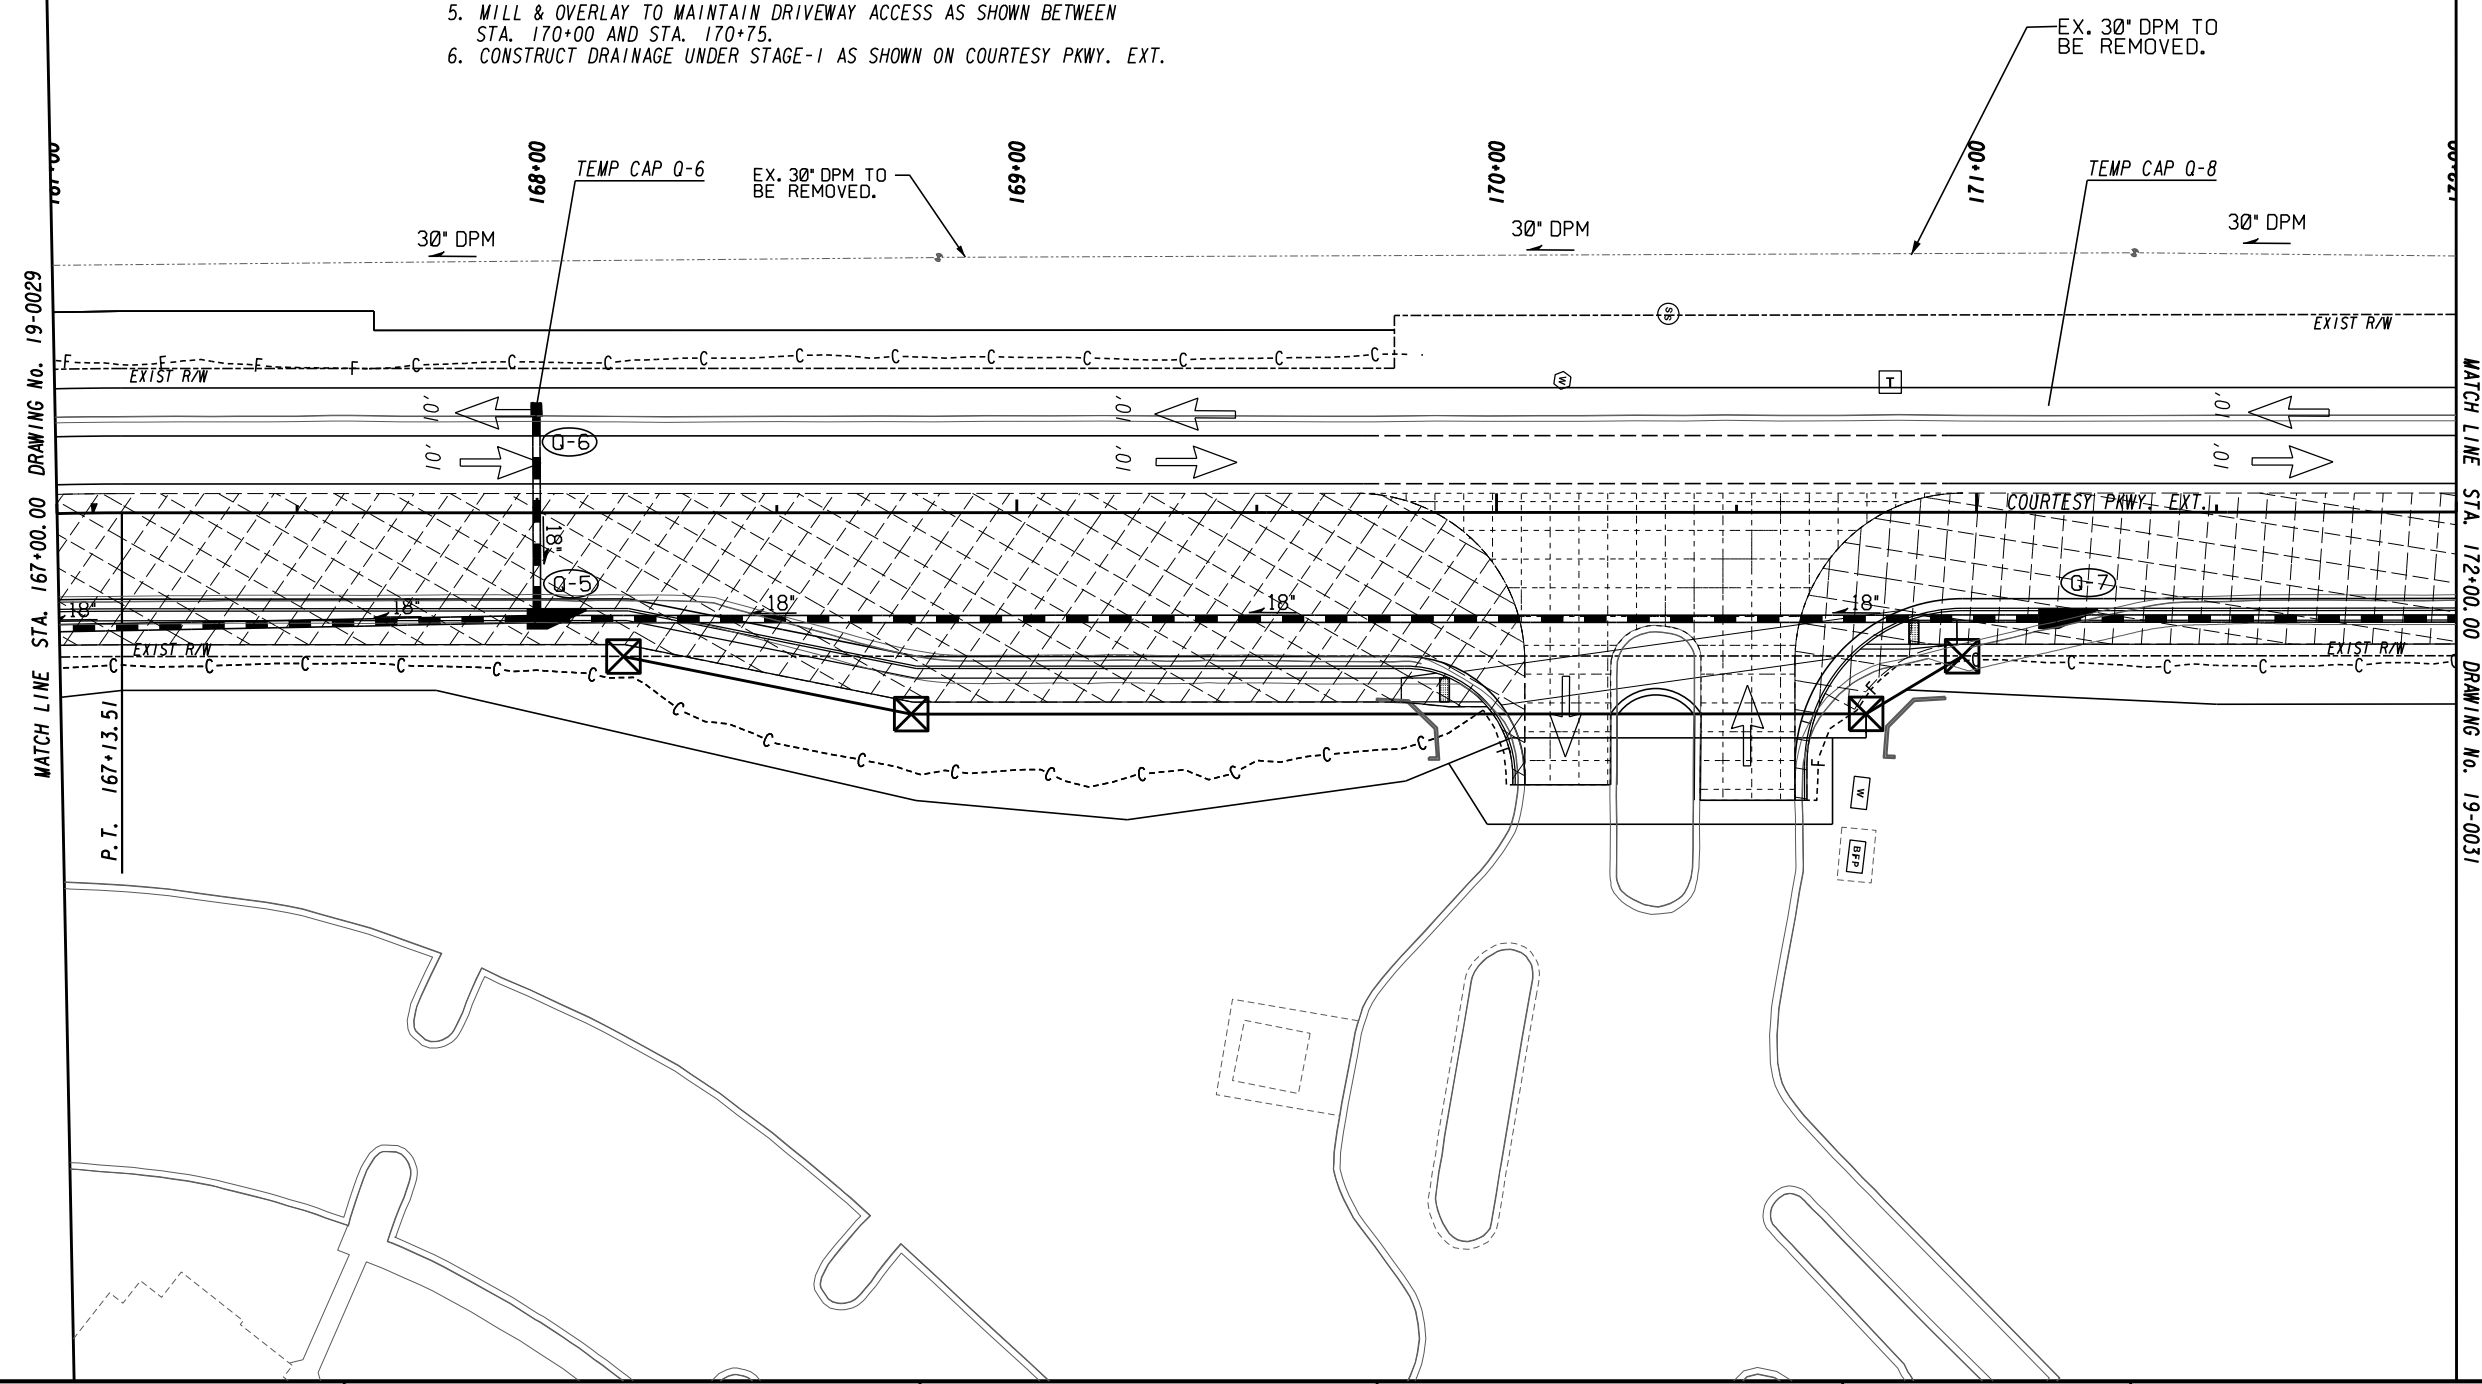 5. MILL & OVERLAY TO MAINTAIN DRIVEWAY ACCESS AS SHOWN BETWEEN
STA. 170+00 AND STA. 170+75.
6. CONSTRUCT DRAINAGE UNDER STAGE-1 AS SHOWN ON COURTESY PKWY. EXT.
EX. 30" DPM TO
BE REMOVED.
168+00
169+00
170+00
171+00
TEMP CAP Q-6
EX. 30" DPM TO
BE REMOVED.
TEMP CAP Q-8
30" DPM
30" DPM
30" DPM
SS
EXIST R/W
F F F F C C C C C C C C C C C
EXIST R/W
W
T
10'
10'
10'
Q-6
10'
10'
10'
COURTESY PKWY. EXT.
18"
Q-5
Q-7
18"
18"
18"
18"
18"
EXIST R/W
EXIST R/W
C C C C C C
C C C C C C
C C C C C C C C C
F
F
F
W
BFP
P.T. 167+13.51
MATCH LINE STA. 167+00.00 DRAWING No. 19-0029
MATCH LINE STA. 172+00.00 DRAWING No. 19-0031